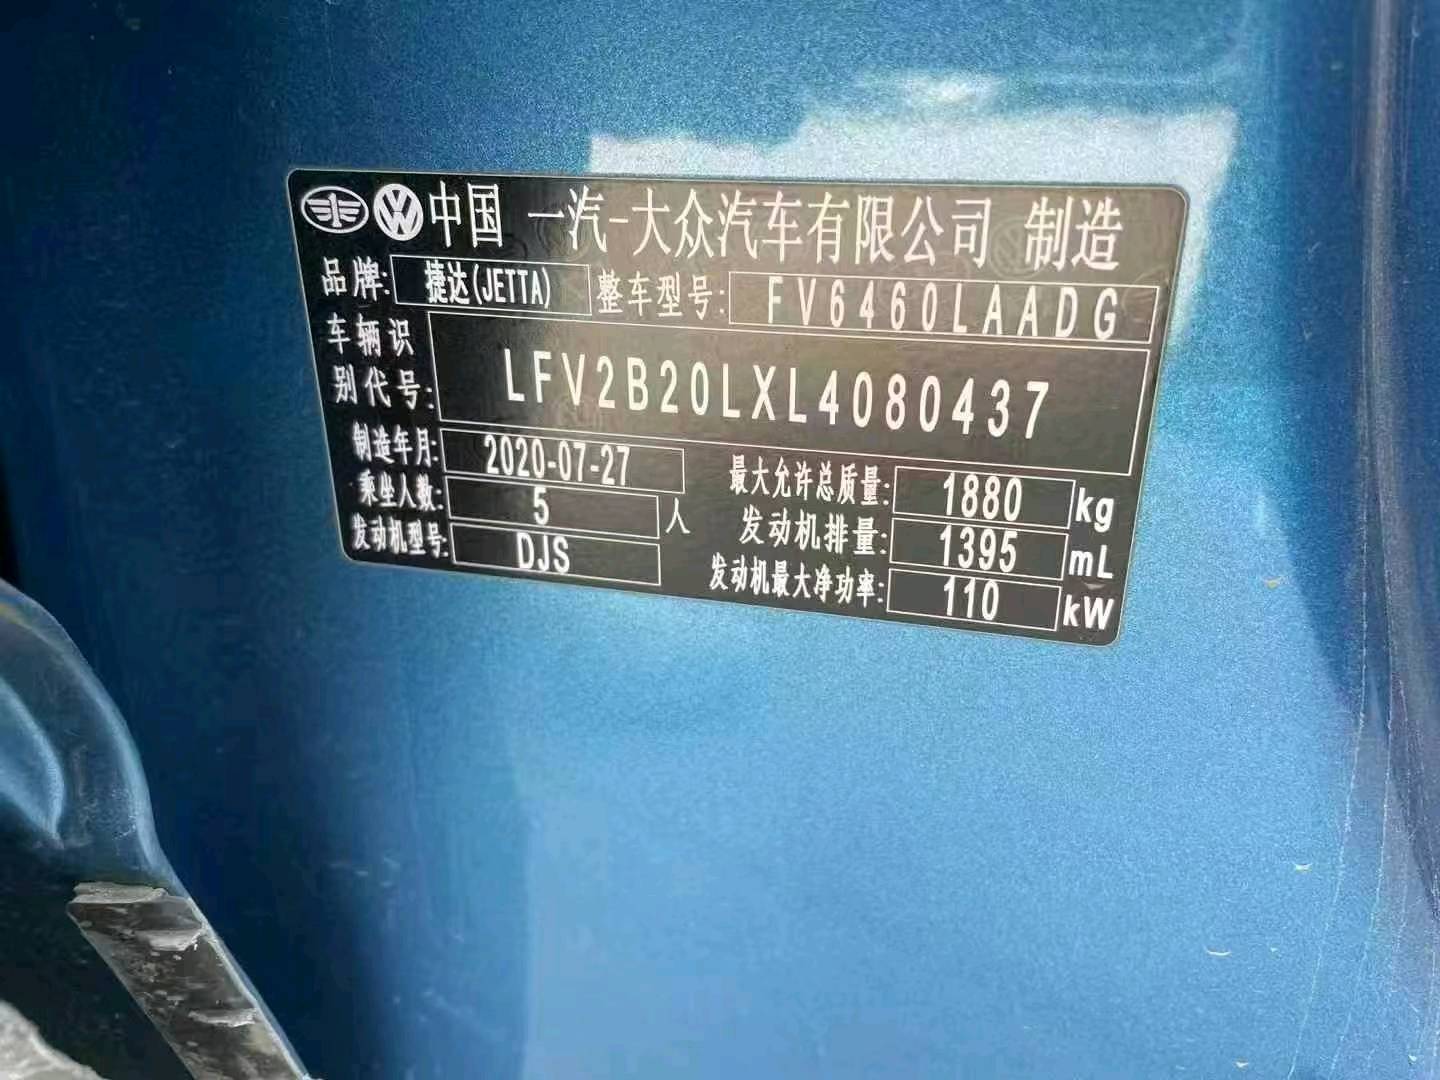 中国 一汽-大众汽车有限公司 制造
品牌: 捷达(JETTA) 整车型号: FV6460LAADG
车辆识别代号: LFV2B20LXL4080437
制造年月: 2020-07-27 最大允许总质量: 1880 kg
乘坐人数: 5 人 发动机排量: 1395 mL
发动机型号: DJS 发动机最大净功率: 110 kW